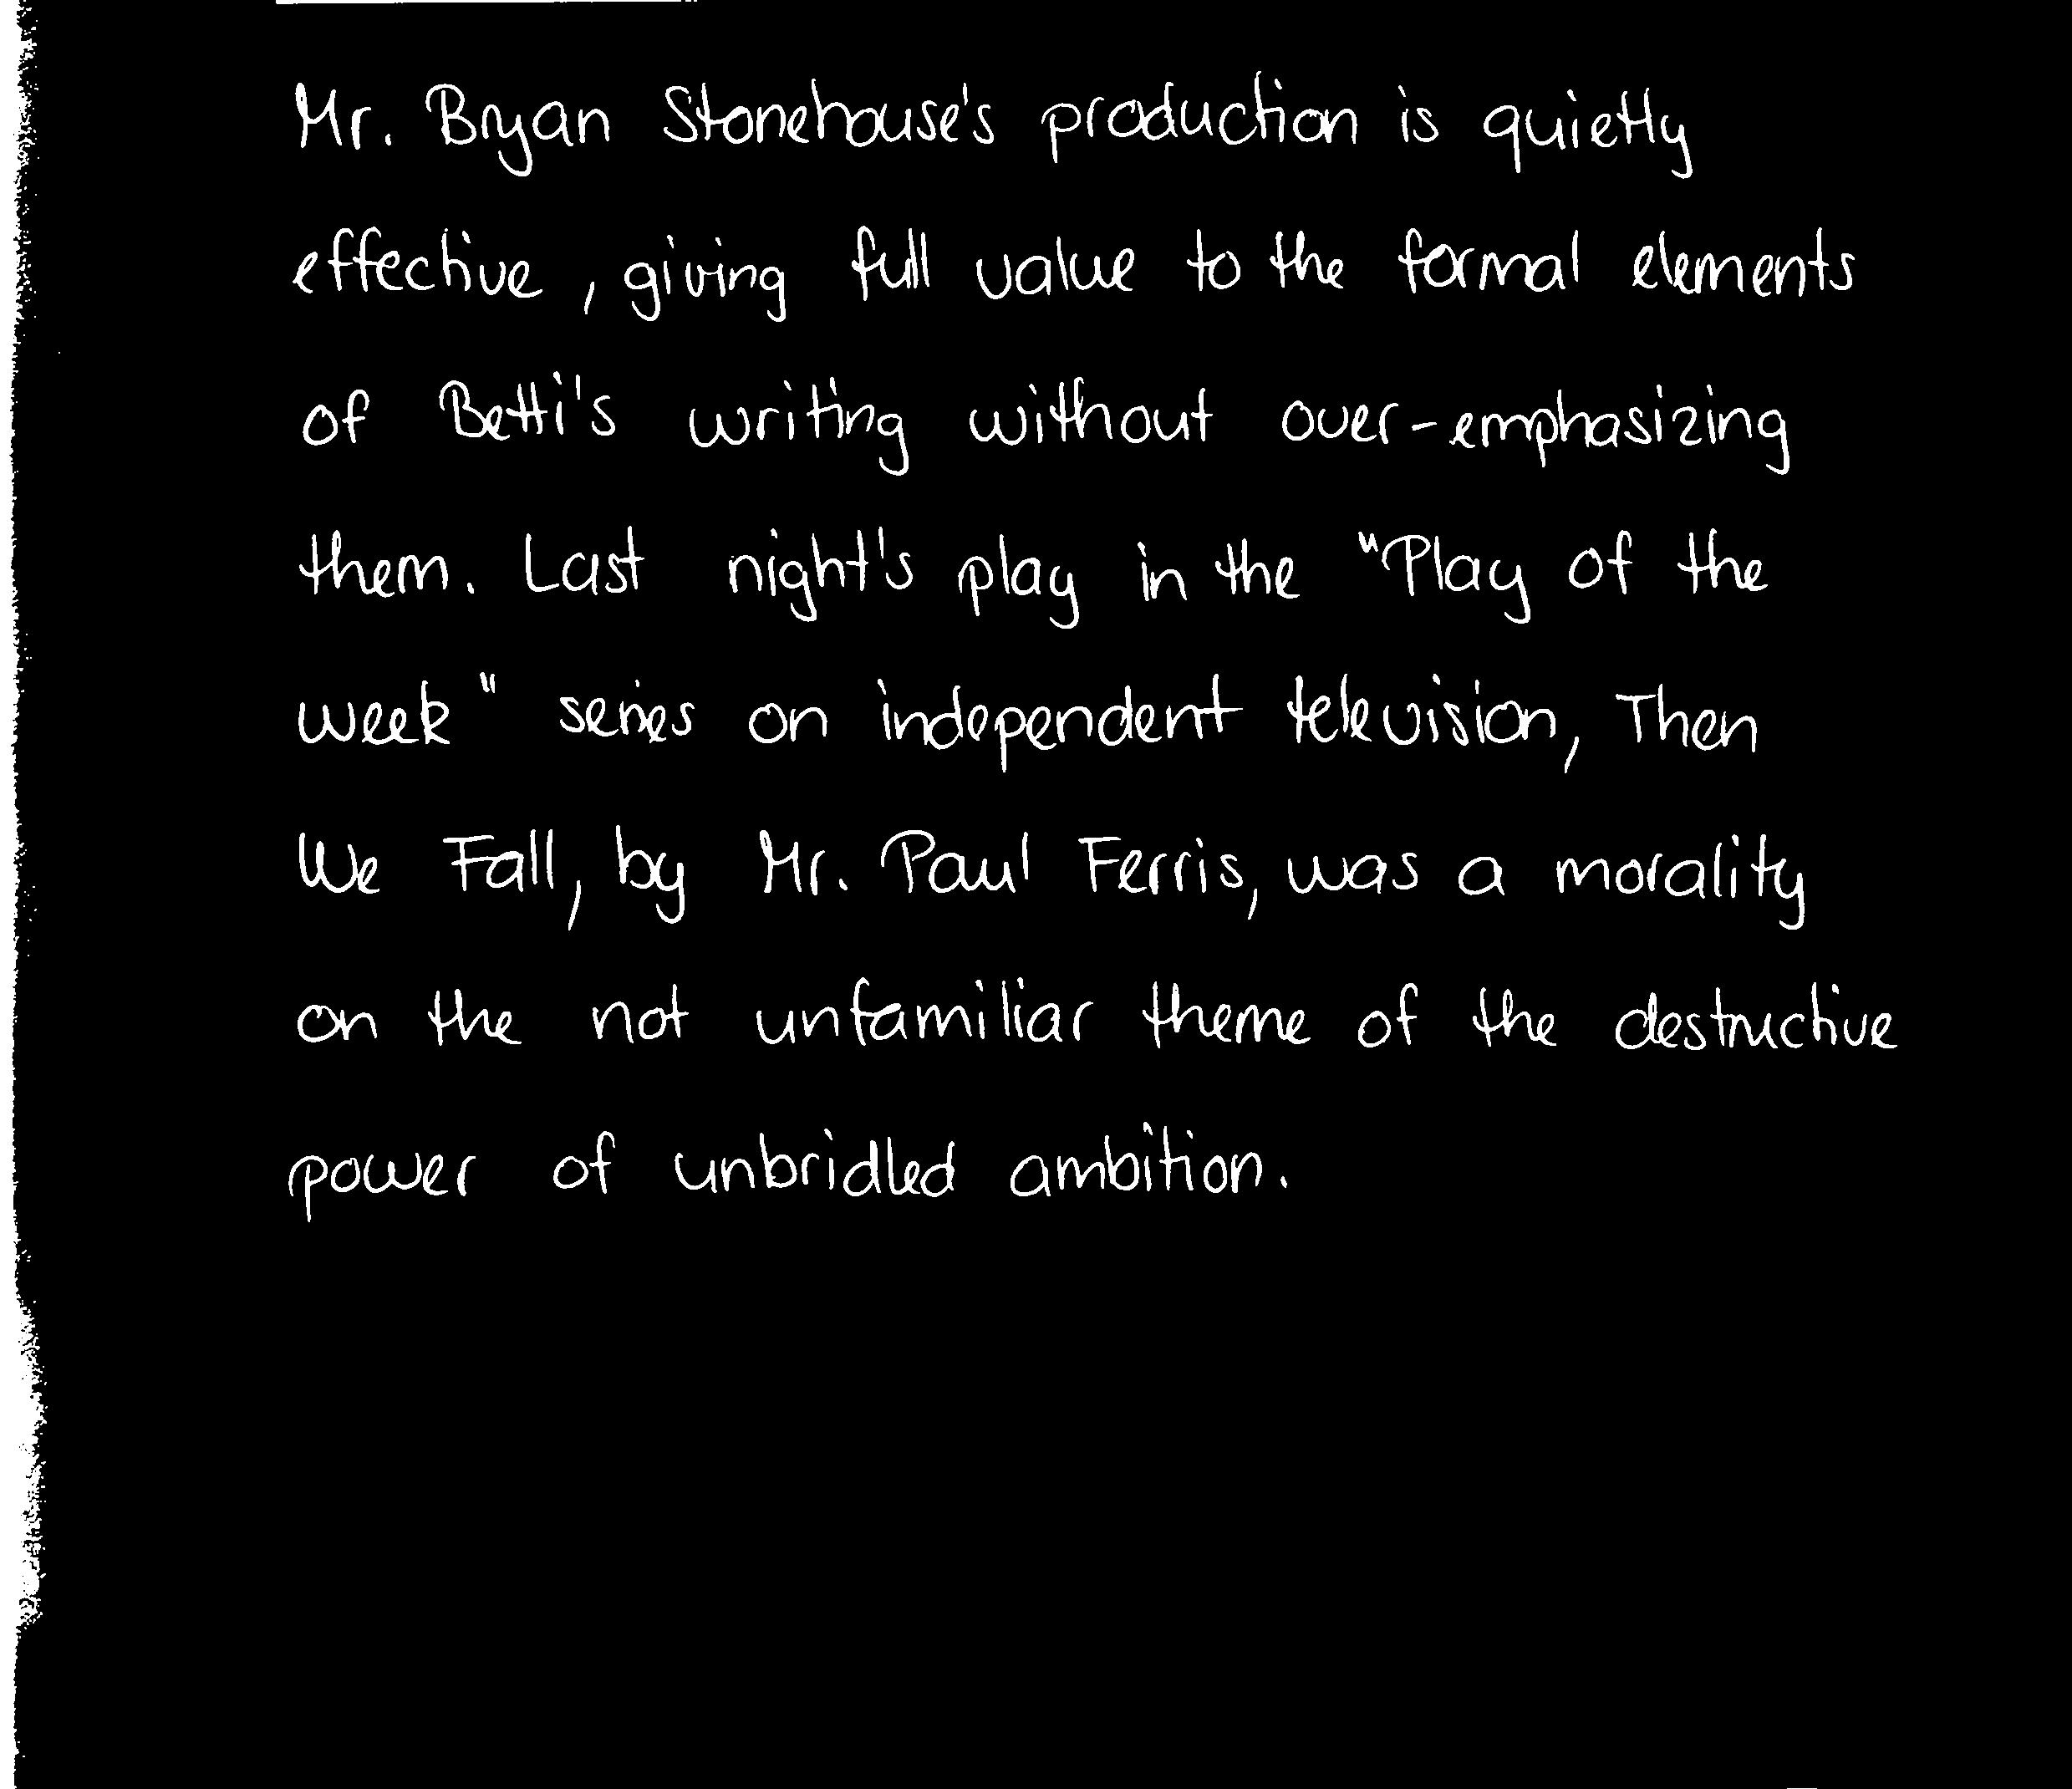 Mr. Bryan Stonehouse's production is quietly
effective, giving full value to the formal elements
of Betti's writing without over-emphasizing
them. Last night's play in the "Play of the
week" series on independent television, Then
We Fall, by Mr. Paul Ferris, was a morality
on the not unfamiliar theme of the destructive
power of unbridled ambition.